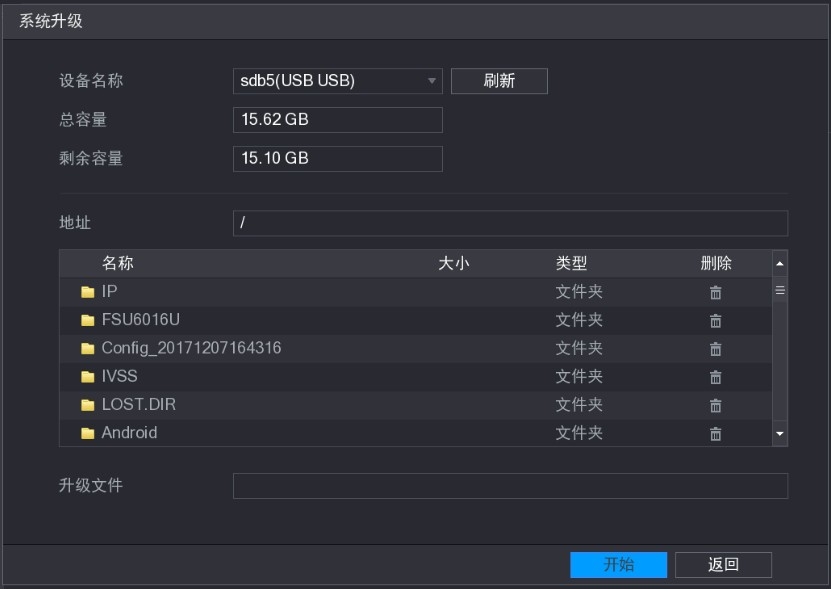 系统升级
设备名称 sdb5(USB USB) 刷新
总容量 15.62 GB
剩余容量 15.10 GB
地址 /
名称 大小 类型 删除
IP 文件夹
FSU6016U 文件夹
Config_20171207164316 文件夹
IVSS 文件夹
LOST.DIR 文件夹
Android 文件夹
升级文件
开始 返回